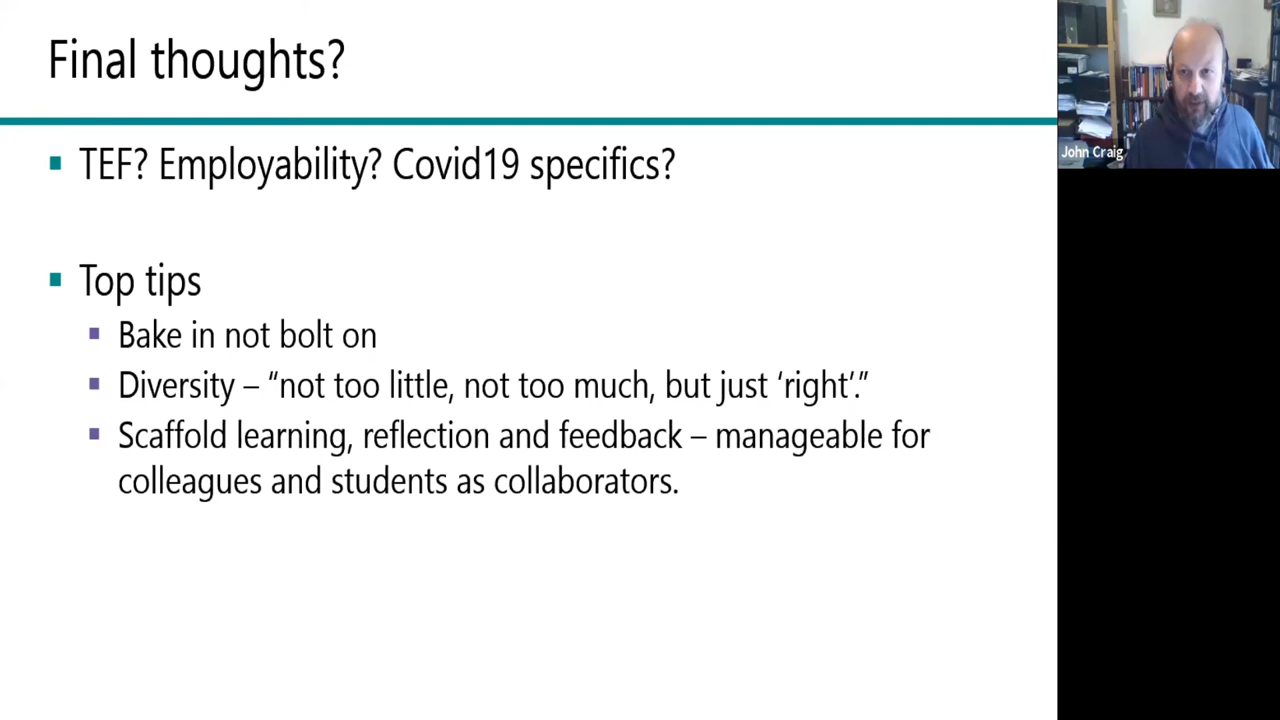 Final thoughts?
TEF? Employability? Covid19 specifics?
Top tips
Bake in not bolt on
Diversity – “not too little, not too much, but just ‘right’.”
Scaffold learning, reflection and feedback – manageable for
colleagues and students as collaborators.
John Craig